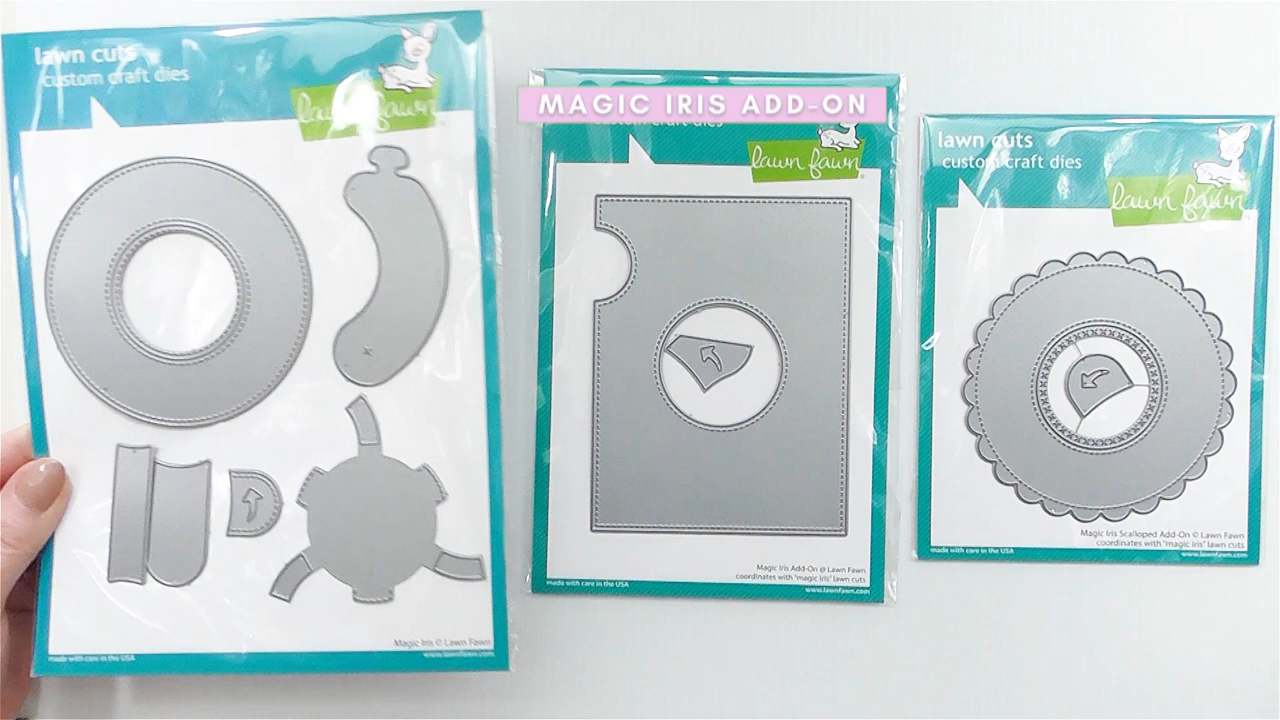 lawn cuts
custom craft dies
lawn fawn
Magic Iris © Lawn Fawn
made with care in the USA
www.lawnfawn.com
MAGIC IRIS ADD-ON
custom craft dies
lawn fawn
Magic Iris Add-On © Lawn Fawn
coordinates with "magic iris" lawn cuts
made with care in the USA
www.lawnfawn.com
lawn cuts
custom craft dies
lawn fawn
Magic Iris Scalloped Add-On © Lawn Fawn
coordinates with "magic iris" lawn cuts
made with care in the USA
www.lawnfawn.com